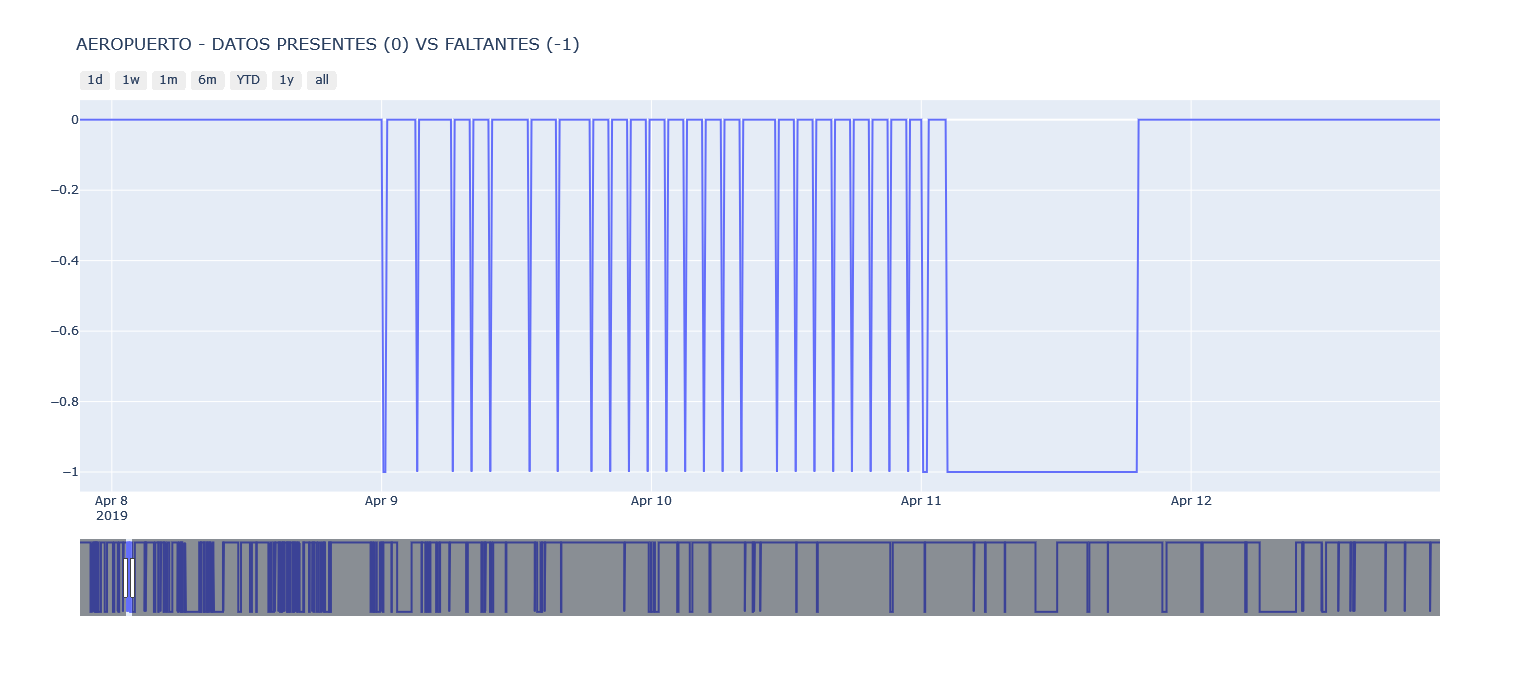 AEROPUERTO - DATOS PRESENTES (0) VS FALTANTES (-1)
1d 1w 1m 6m YTD 1y all
0
−0.2
−0.4
−0.6
−0.8
−1
Apr 8 Apr 9 Apr 10 Apr 11 Apr 12
2019